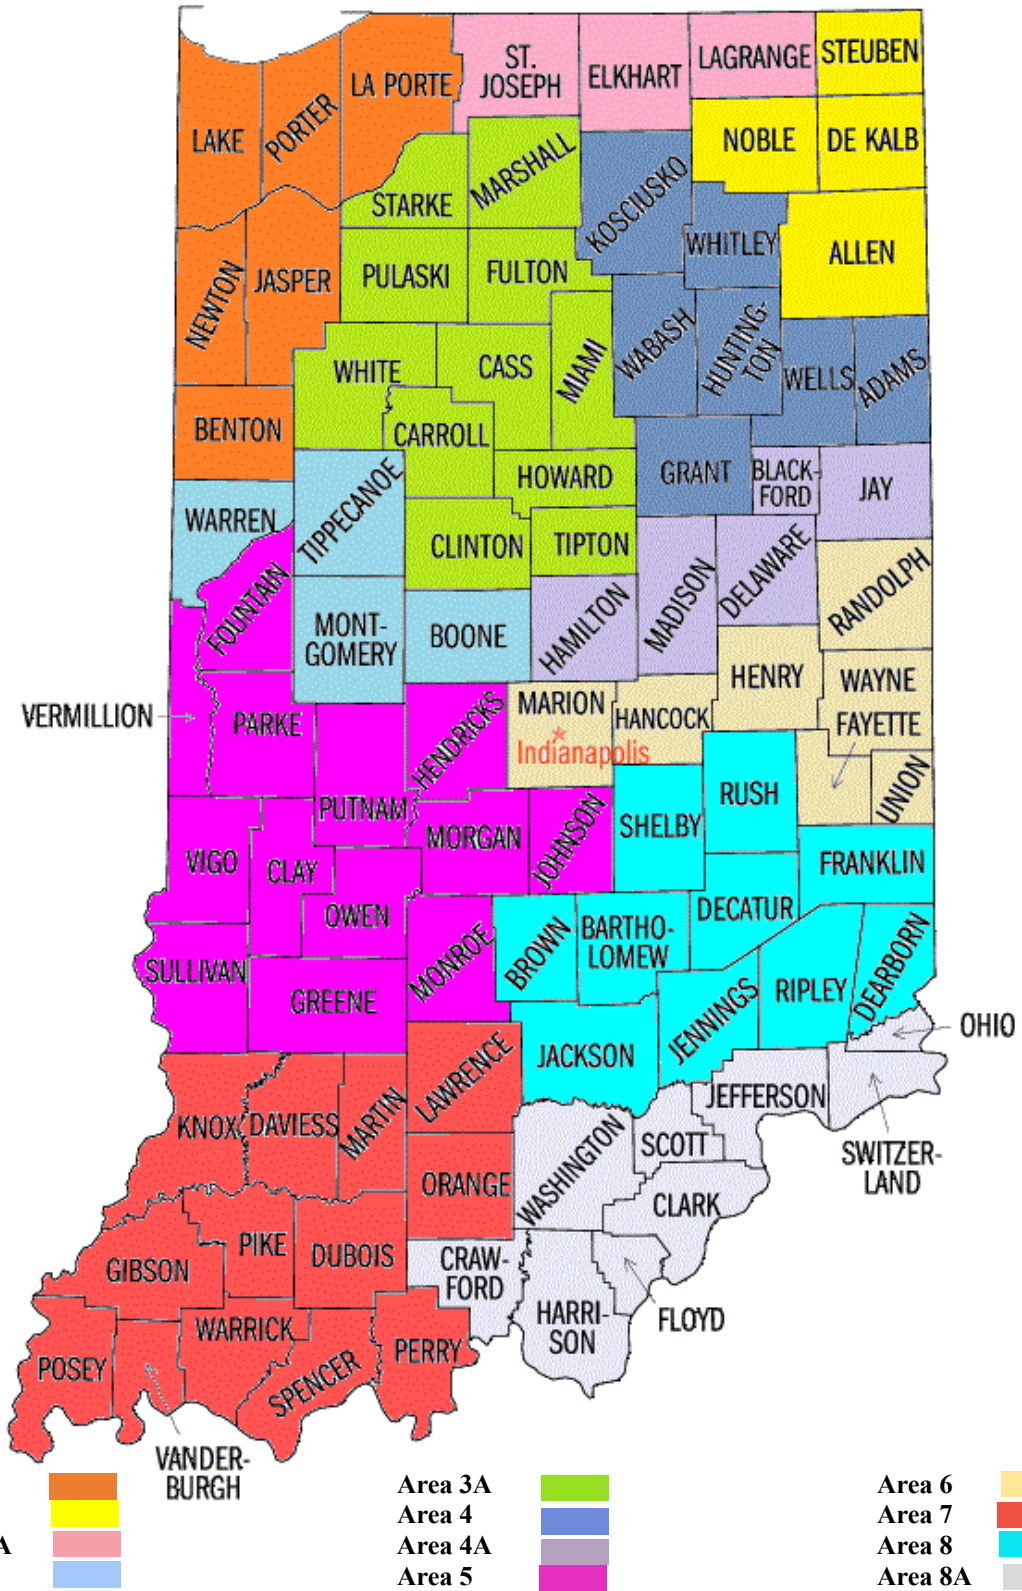 ST.
JOSEPH
ELKHART
LAGRANGE
STEUBEN
LA PORTE
LAKE
PORTER
NOBLE
DE KALB
STARKE
MARSHALL
KOSCIUSKO
WHITLEY
ALLEN
NEWTON
JASPER
PULASKI
FULTON
WHITE
CASS
MIAMI
WABASH
HUNTING-
TON
WELLS
ADAMS
BENTON
CARROLL
HOWARD
GRANT
BLACK-
FORD
JAY
WARREN
TIPPECANOE
CLINTON
TIPTON
FOUNTAIN
MONT-
GOMERY
BOONE
HAMILTON
MADISON
DELAWARE
RANDOLPH
HENRY
WAYNE
VERMILLION
PARKE
HENDRICKS
MARION
Indianapolis
HANCOCK
FAYETTE
UNION
PUTNAM
MORGAN
JOHNSON
SHELBY
RUSH
FRANKLIN
VIGO
CLAY
OWEN
MONROE
BROWN
BARTHO-
LOMEW
DECATUR
SULLIVAN
GREENE
JACKSON
JENNINGS
RIPLEY
DEARBORN
OHIO
KNOX
DAVIESS
MARTIN
LAWRENCE
JEFFERSON
SWITZER-
LAND
ORANGE
WASHINGTON
SCOTT
CLARK
GIBSON
PIKE
DUBOIS
CRAW-
FORD
HARRI-
SON
FLOYD
POSEY
WARRICK
SPENCER
PERRY
VANDER-
BURGH
Area 3A
Area 6
Area 4
Area 7
A
Area 4A
Area 8
Area 5
Area 8A